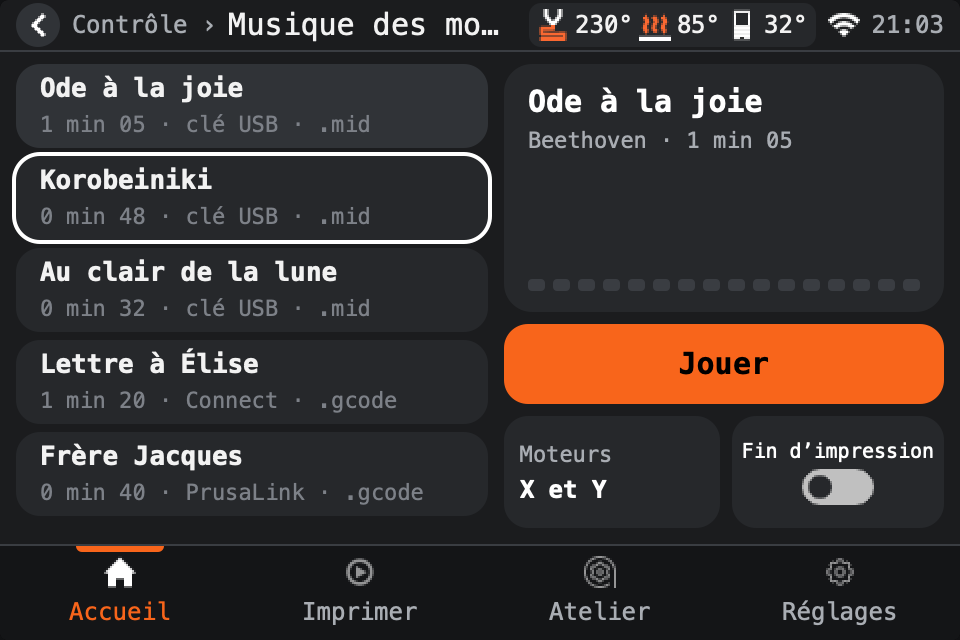 Contrôle › Musique des mo…
230° 85° 32° 21:03
Ode à la joie
1 min 05 · clé USB · .mid
Korobeiniki
0 min 48 · clé USB · .mid
Au clair de la lune
0 min 32 · clé USB · .mid
Lettre à Élise
1 min 20 · Connect · .gcode
Frère Jacques
0 min 40 · PrusaLink · .gcode
Ode à la joie
Beethoven · 1 min 05
Jouer
Moteurs
X et Y
Fin d’impression
Accueil
Imprimer
Atelier
Réglages